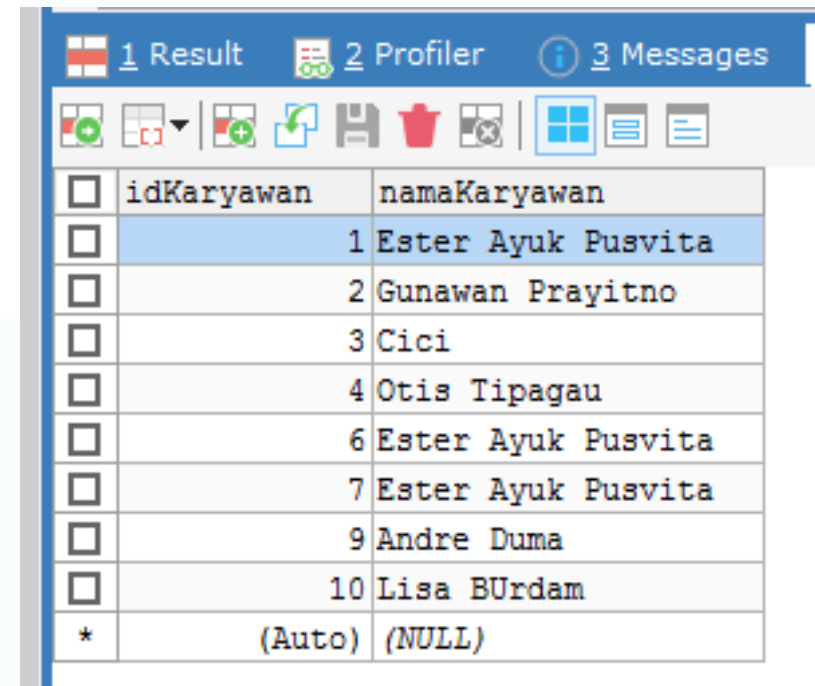 1 Result 2 Profiler 3 Messages
idKaryawan namaKaryawan
1 Ester Ayuk Pusvita
2 Gunawan Prayitno
3 Cici
4 Otis Tipagau
6 Ester Ayuk Pusvita
7 Ester Ayuk Pusvita
9 Andre Duma
10 Lisa BUrdam
* (Auto) (NULL)